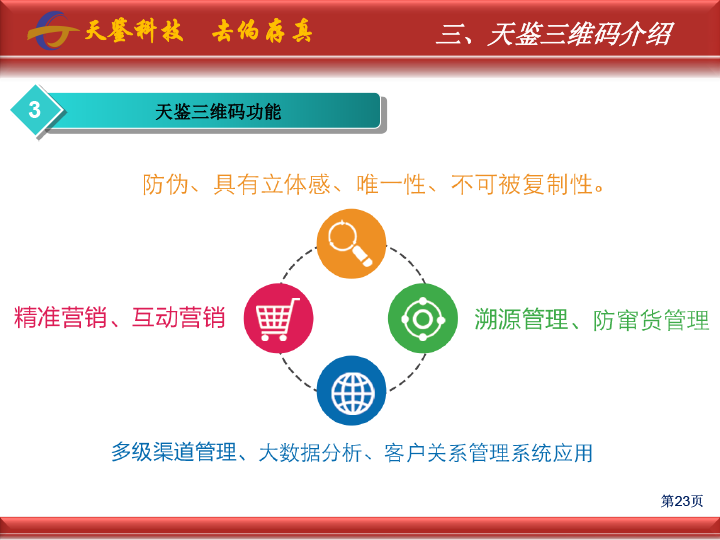 天鉴科技 去伪存真
三、天鉴三维码介绍
3
天鉴三维码功能
防伪、具有立体感、唯一性、不可被复制性。
精准营销、互动营销
溯源管理、防窜货管理
多级渠道管理、大数据分析、客户关系管理系统应用
第23页